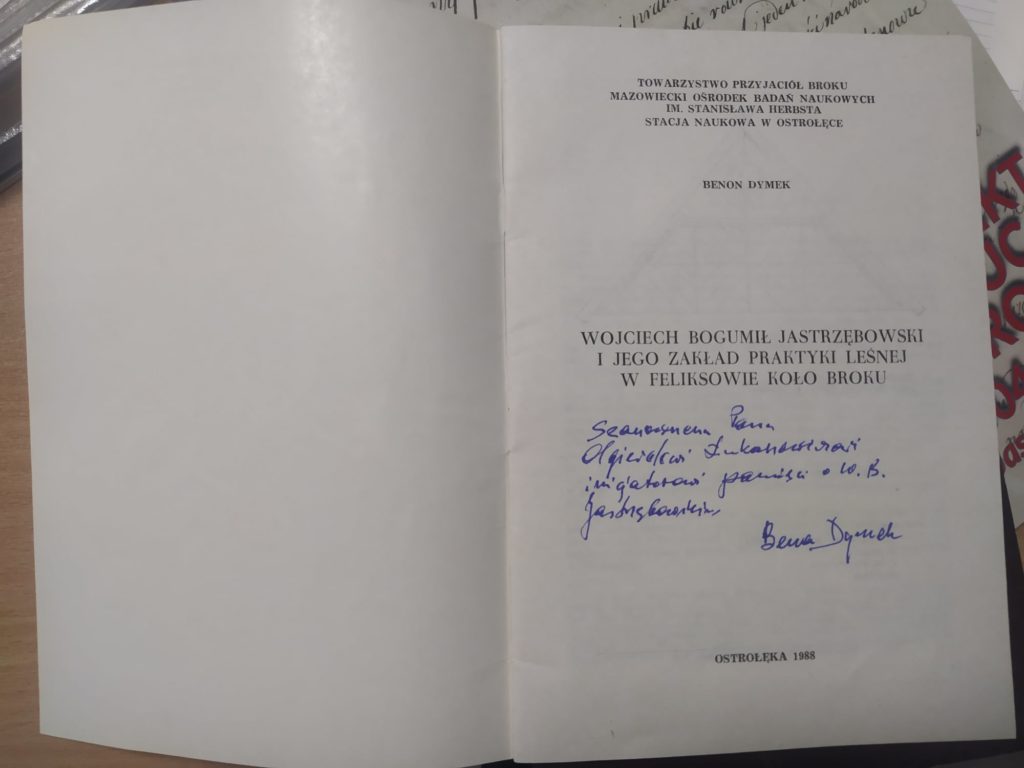 TOWARZYSTWO PRZYJACIÓŁ BROKU
MAZOWIECKI OŚRODEK BADAŃ NAUKOWYCH
IM. STANISŁAWA HERBSTA
STACJA NAUKOWA W OSTROŁĘCE
BENON DYMEK
WOJCIECH BOGUMIŁ JASTRZĘBOWSKI
I JEGO ZAKŁAD PRAKTYKI LEŚNEJ
W FELIKSOWIE KOŁO BROKU
Szanownemu Panu
Olgierdowi Łukaszewiczowi
inicjatorowi pamięci o W. B.
Jastrzębowskim
Benon Dymek
OSTROŁĘKA 1988